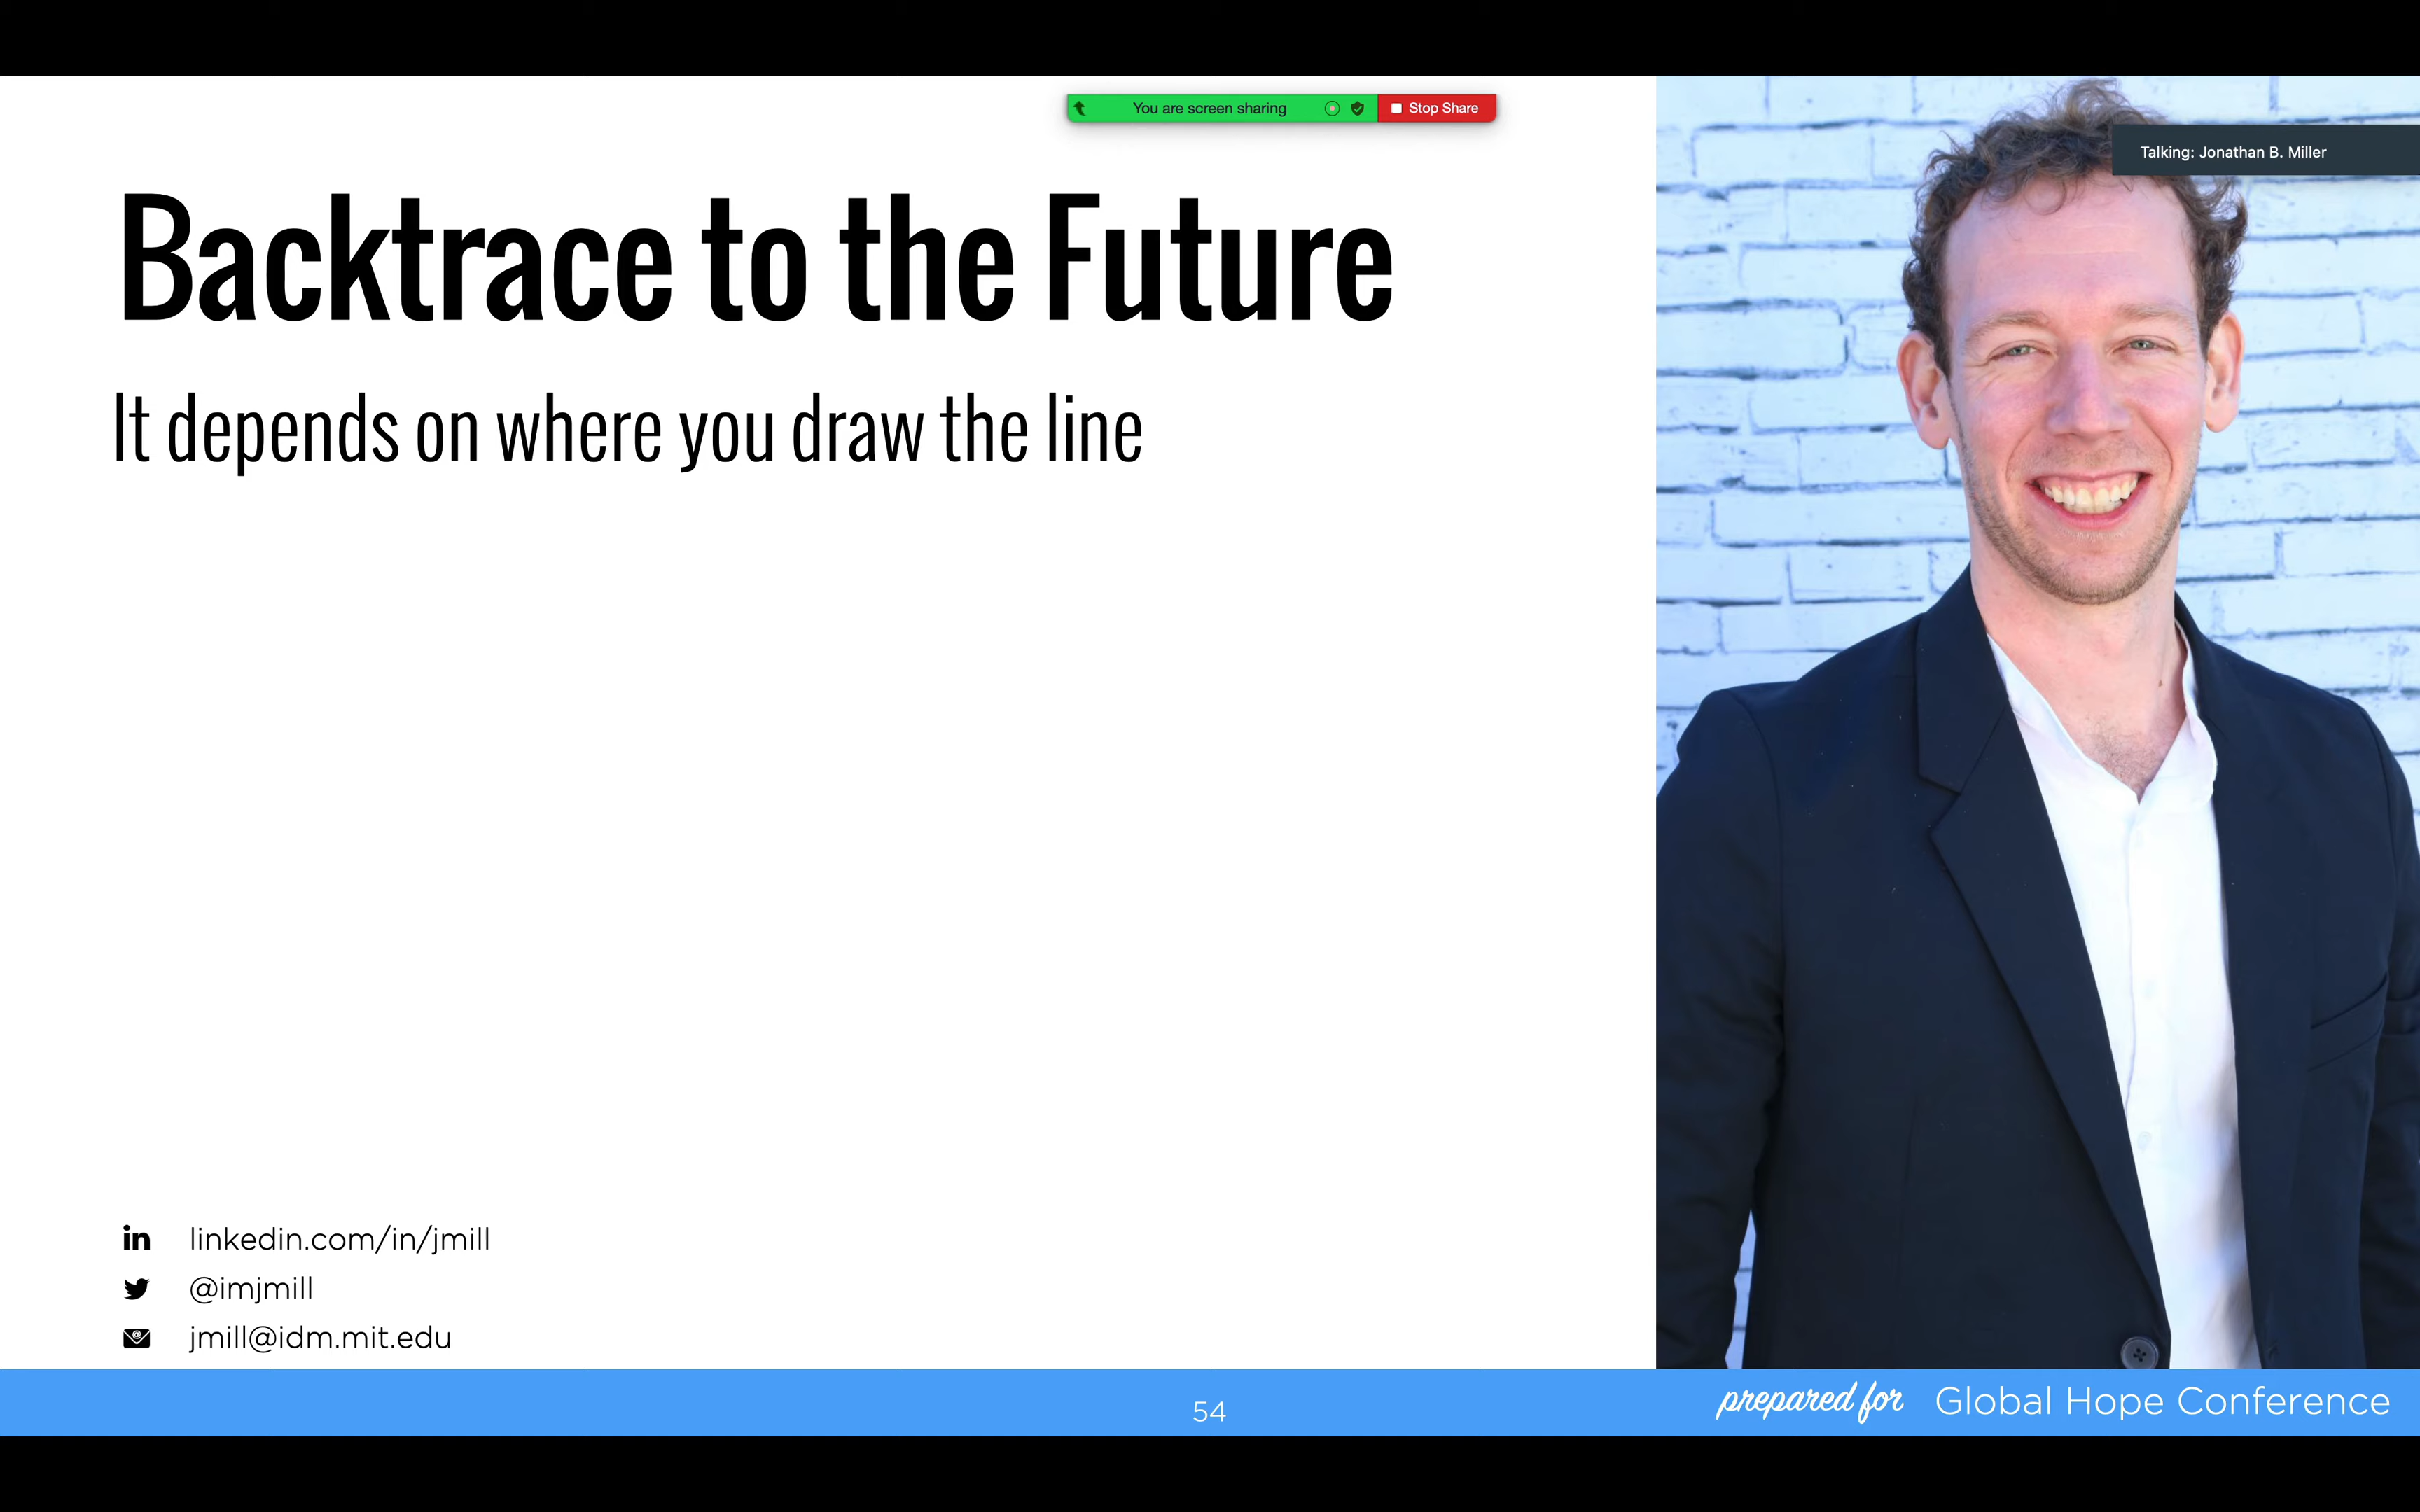 You are screen sharing Stop Share
Talking: Jonathan B. Miller
Backtrace to the Future
It depends on where you draw the line
in linkedin.com/in/jmill
@imjmill
jmill@idm.mit.edu
54
prepared for Global Hope Conference